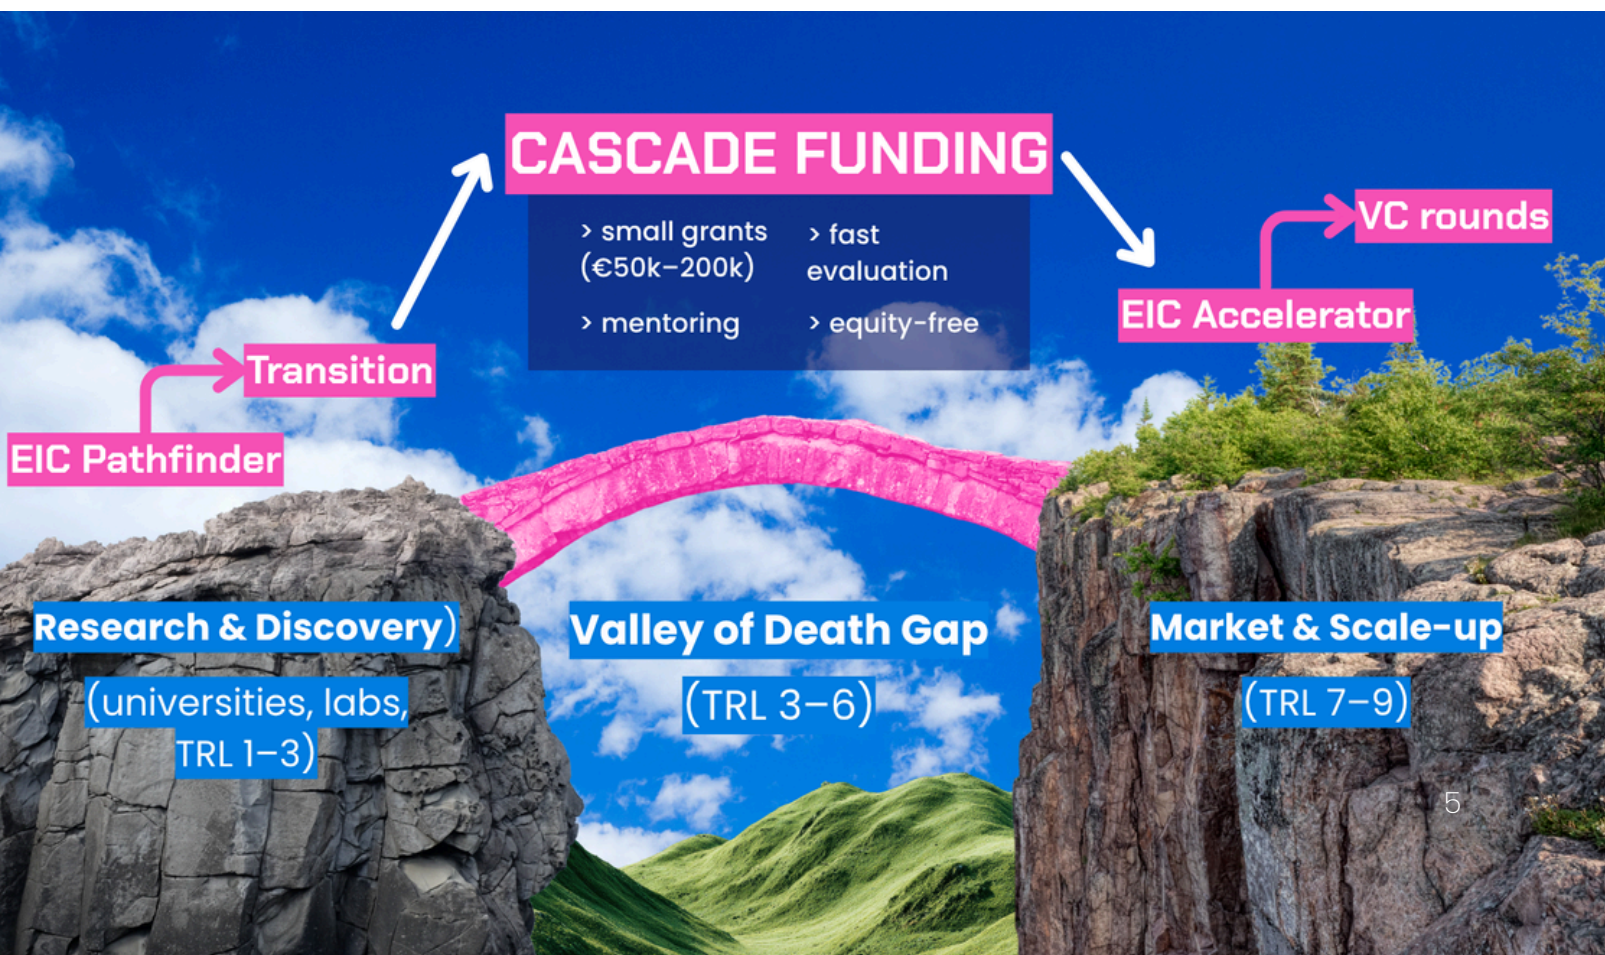 CASCADE FUNDING
> small grants
(€50k–200k)
> mentoring
> fast
evaluation
> equity-free
VC rounds
EIC Accelerator
Transition
EIC Pathfinder
Research & Discovery)
(universities, labs,
TRL 1–3)
Valley of Death Gap
(TRL 3–6)
Market & Scale-up
(TRL 7–9)
5